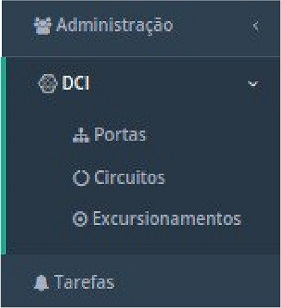 Administração
DCI
Portas
Circuitos
Excursionamentos
Tarefas